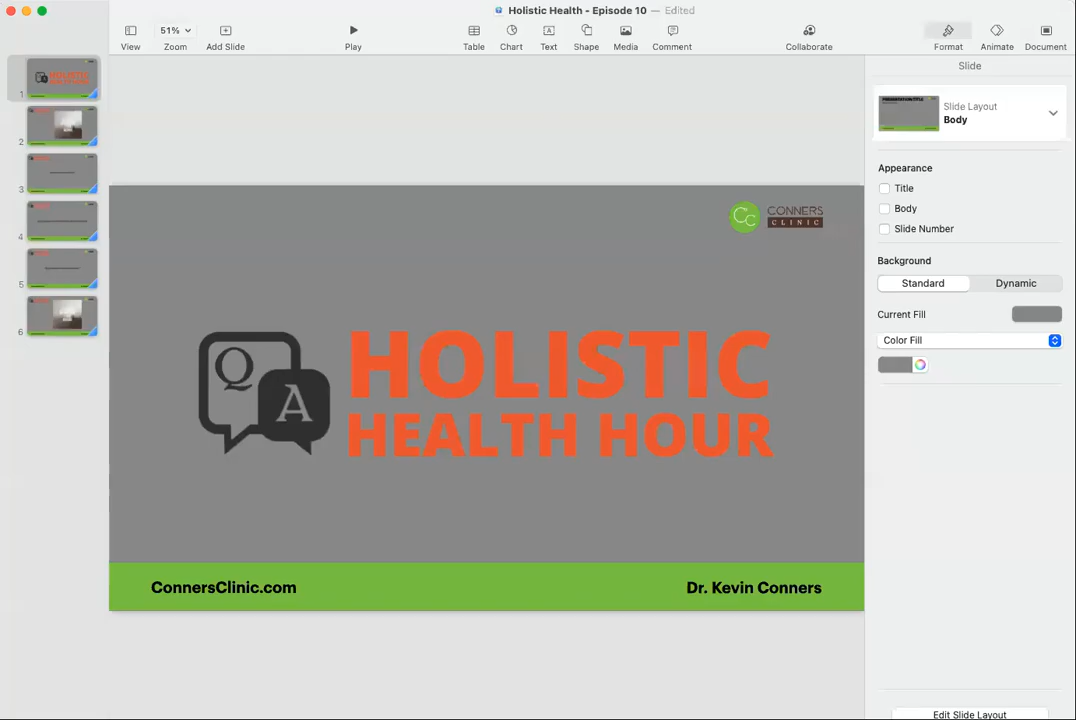 Holistic Health - Episode 10 — Edited
51%
View
Zoom
Add Slide
Play
Table
Chart
Text
Shape
Media
Comment
Collaborate
Format
Animate
Document
Slide
Slide Layout
Body
Appearance
Title
Body
Slide Number
Background
Standard
Dynamic
Current Fill
Color Fill
Edit Slide Layout
1
2
3
4
5
6
CC
CONNERS
CLINIC
Q
A
HOLISTIC
HEALTH HOUR
ConnersClinic.com
Dr. Kevin Conners